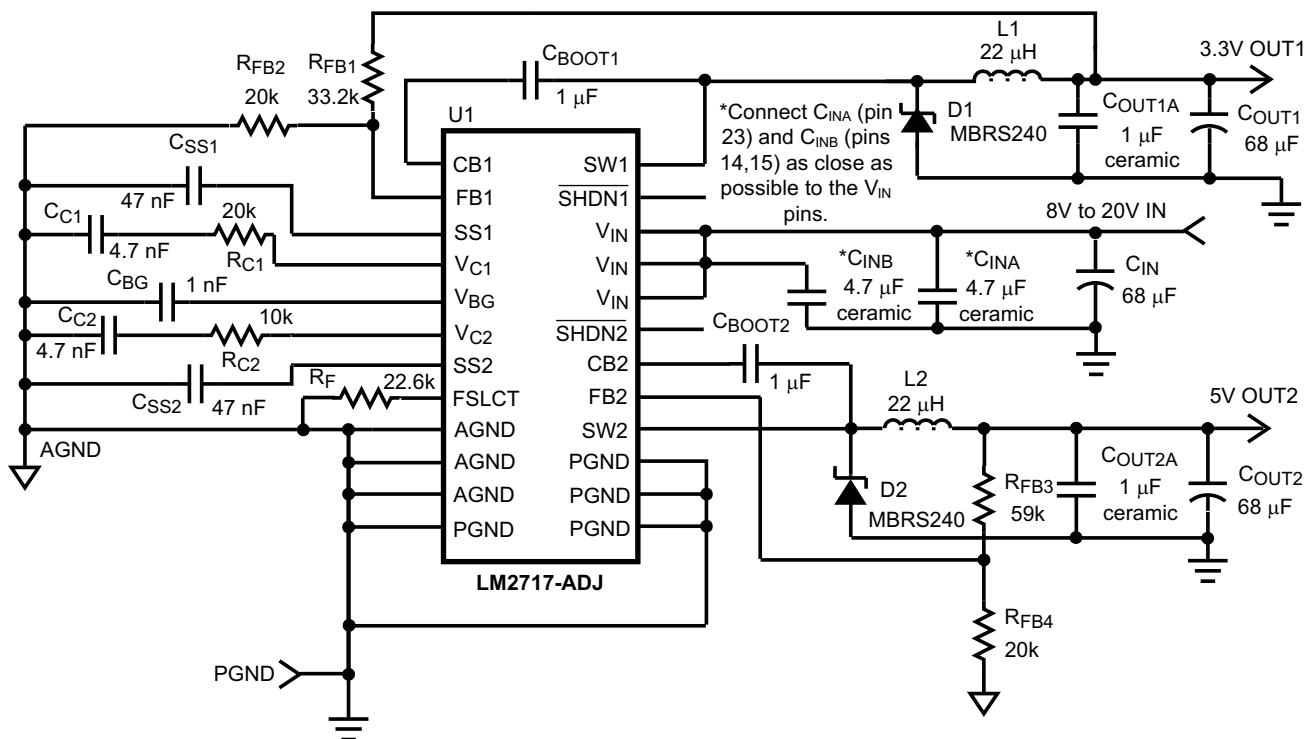 L1
22 μH
3.3V OUT1
CBOOT1
1 μF
RFB2
20k
RFB1
33.2k
U1
*Connect CINA (pin
23) and CINB (pins
14,15) as close as
possible to the VIN
pins.
D1
MBRS240
COUT1A
1 μF
ceramic
COUT1
68 μF
CSS1
47 nF
CC1
4.7 nF
20k
RC1
CBG
1 nF
CC2
4.7 nF
10k
RC2
CSS2
47 nF
RF
22.6k
AGND
CB1
FB1
SS1
VC1
VBG
VC2
SS2
FSLCT
AGND
AGND
AGND
PGND
SW1
SHDN1
VIN
VIN
VIN
SHDN2
CB2
FB2
SW2
PGND
PGND
PGND
LM2717-ADJ
8V to 20V IN
*CINB
4.7 μF
ceramic
*CINA
4.7 μF
ceramic
CIN
68 μF
CBOOT2
1 μF
L2
22 μH
5V OUT2
D2
MBRS240
RFB3
59k
COUT2A
1 μF
ceramic
COUT2
68 μF
RFB4
20k
PGND